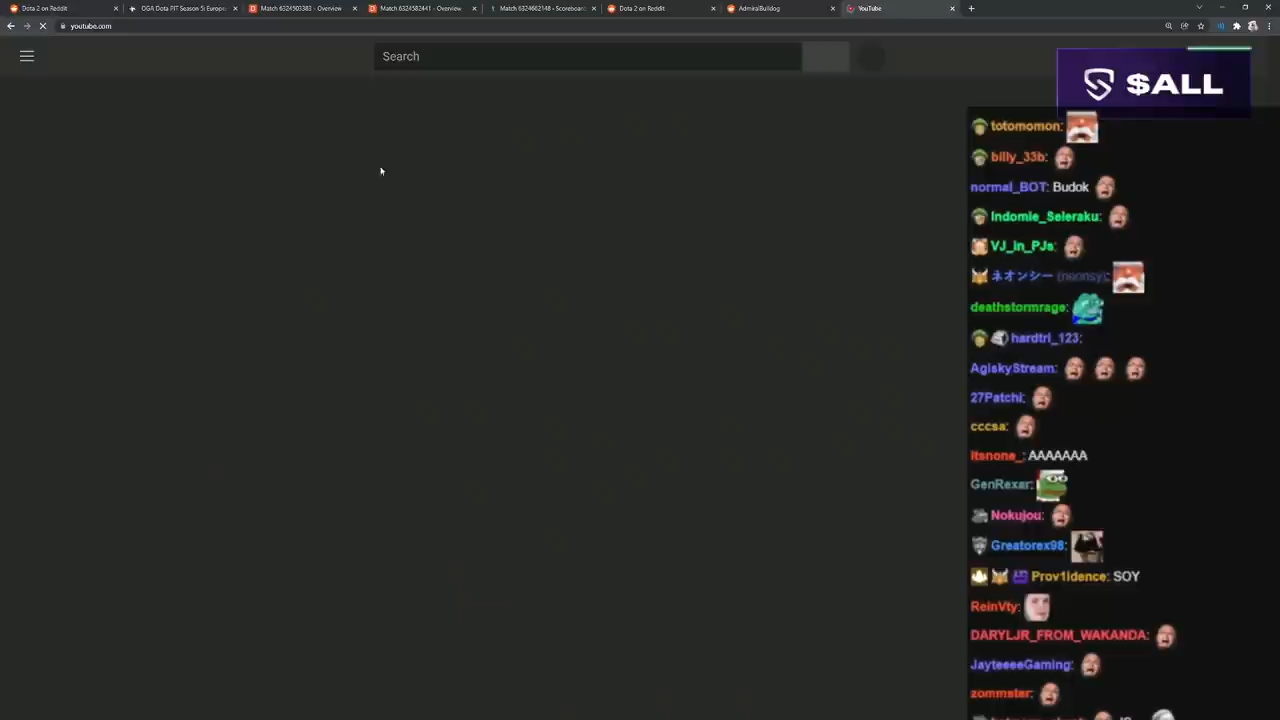 Dota 2 on Reddit
OGA Dota PIT Season 5: Europe
Match 6324503383 - Overview
Match 6324582441 - Overview
Match 6324662148 - Scoreboard
Dota 2 on Reddit
AdmiralBulldog
YouTube
youtube.com
Search
$ALL
totomomon:
billy_33b:
normal_BOT: Budok
Indomie_Seleraku:
VJ_in_PJs:
ネオンシー (neonsy):
deathstormrage:
hardtri_123:
AgiskyStream:
27Patchi:
cccsa:
Itsnone_: AAAAAAA
GenRexar:
Nokujou:
Greatorex98:
Prov1dence: SOY
ReinVty:
DARYLJR_FROM_WAKANDA:
JayteeeeGaming:
zommster: